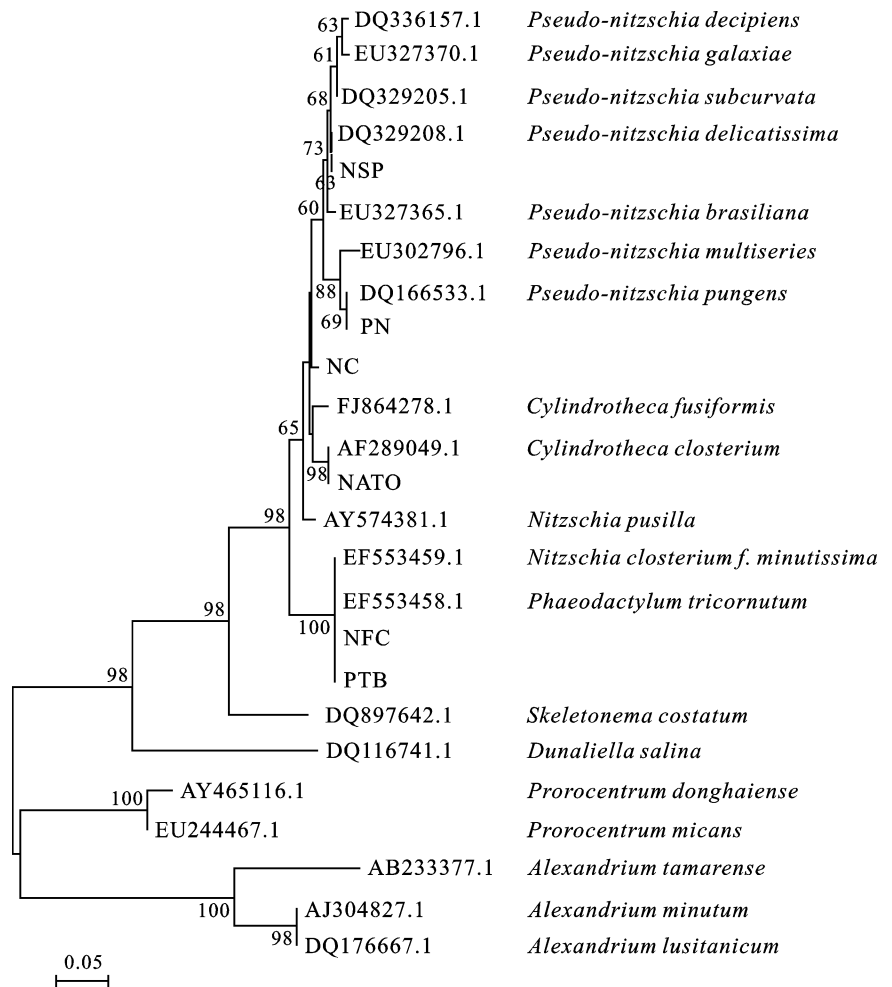 63 DQ336157.1 Pseudo-nitzschia decipiens
61 EU327370.1 Pseudo-nitzschia galaxiae
68 DQ329205.1 Pseudo-nitzschia subcurvata
DQ329208.1 Pseudo-nitzschia delicatissima
73
NSP
63
60 EU327365.1 Pseudo-nitzschia brasiliana
EU302796.1 Pseudo-nitzschia multiseries
88 DQ166533.1 Pseudo-nitzschia pungens
69 PN
NC
FJ864278.1 Cylindrotheca fusiformis
65
AF289049.1 Cylindrotheca closterium
98 NATO
98 AY574381.1 Nitzschia pusilla
EF553459.1 Nitzschia closterium f. minutissima
98 EF553458.1 Phaeodactylum tricornutum
100 NFC
98 PTB
DQ897642.1 Skeletonema costatum
DQ116741.1 Dunaliella salina
100 AY465116.1 Prorocentrum donghaiense
EU244467.1 Prorocentrum micans
AB233377.1 Alexandrium tamarense
100 AJ304827.1 Alexandrium minutum
98 DQ176667.1 Alexandrium lusitanicum
0.05